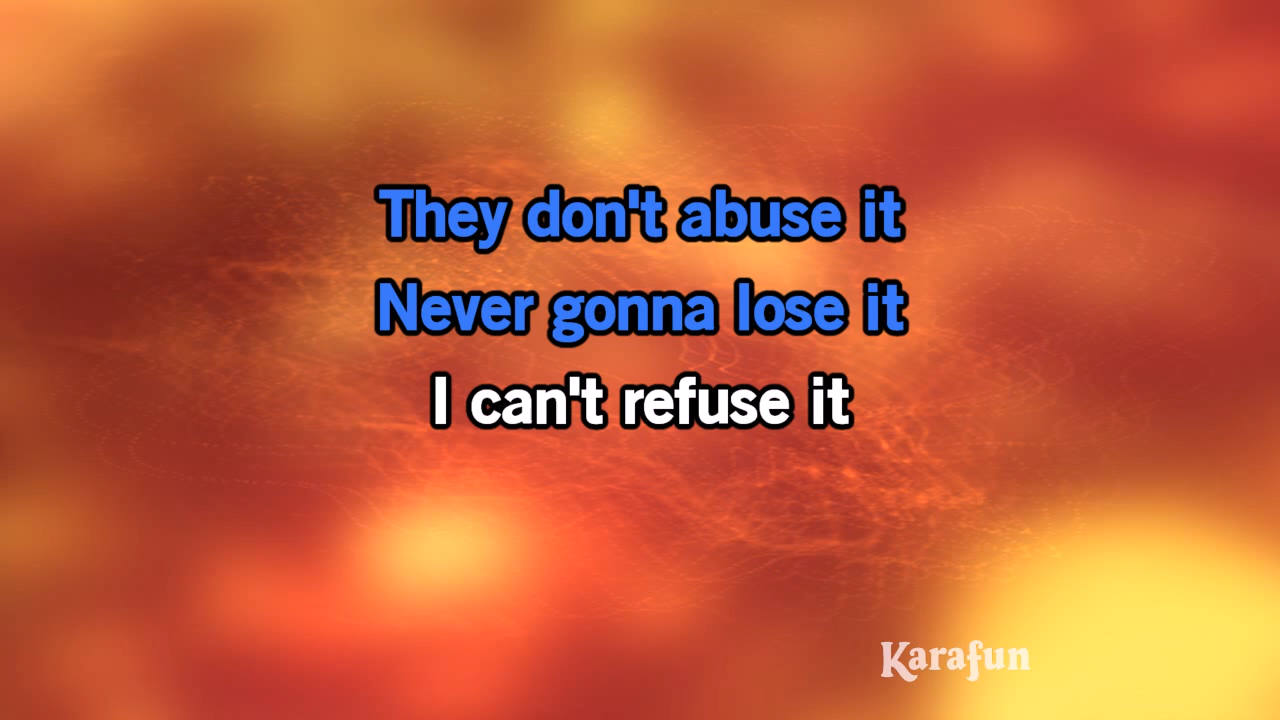 They don't abuse it
Never gonna lose it
I can't refuse it
Karafun